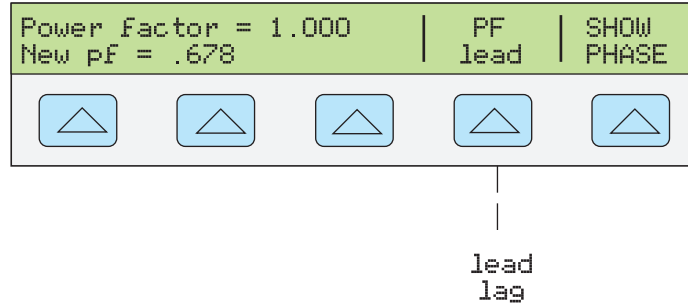 Power factor = 1.000 PF SHOW
New pf = .678 lead PHASE
lead
lag